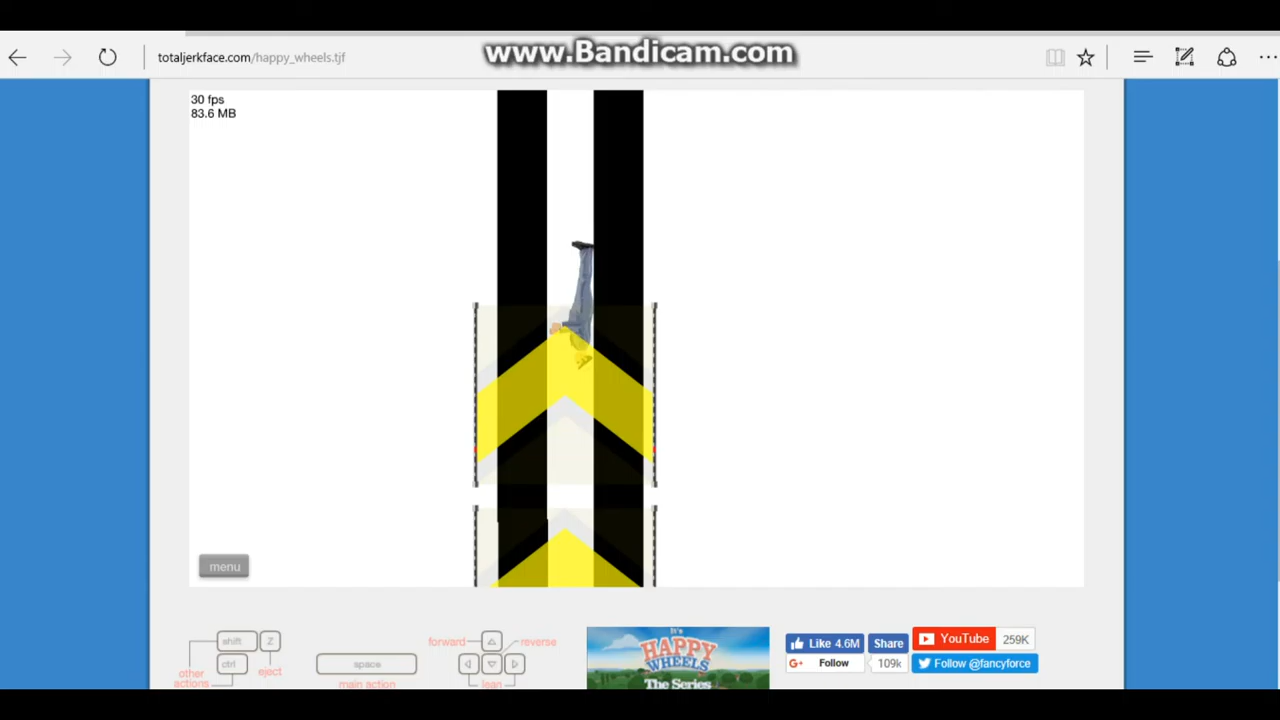 www.Bandicam.com
totaljerkface.com/happy_wheels.tjf
30 fps
83.6 MB
menu
shift Z
ctrl
other actions
eject
space
main action
forward
reverse
lean
It's
HAPPY
WHEELS
The Series
Like 4.6M
Share
YouTube
259K
G+ Follow
109k
Follow @fancyforce